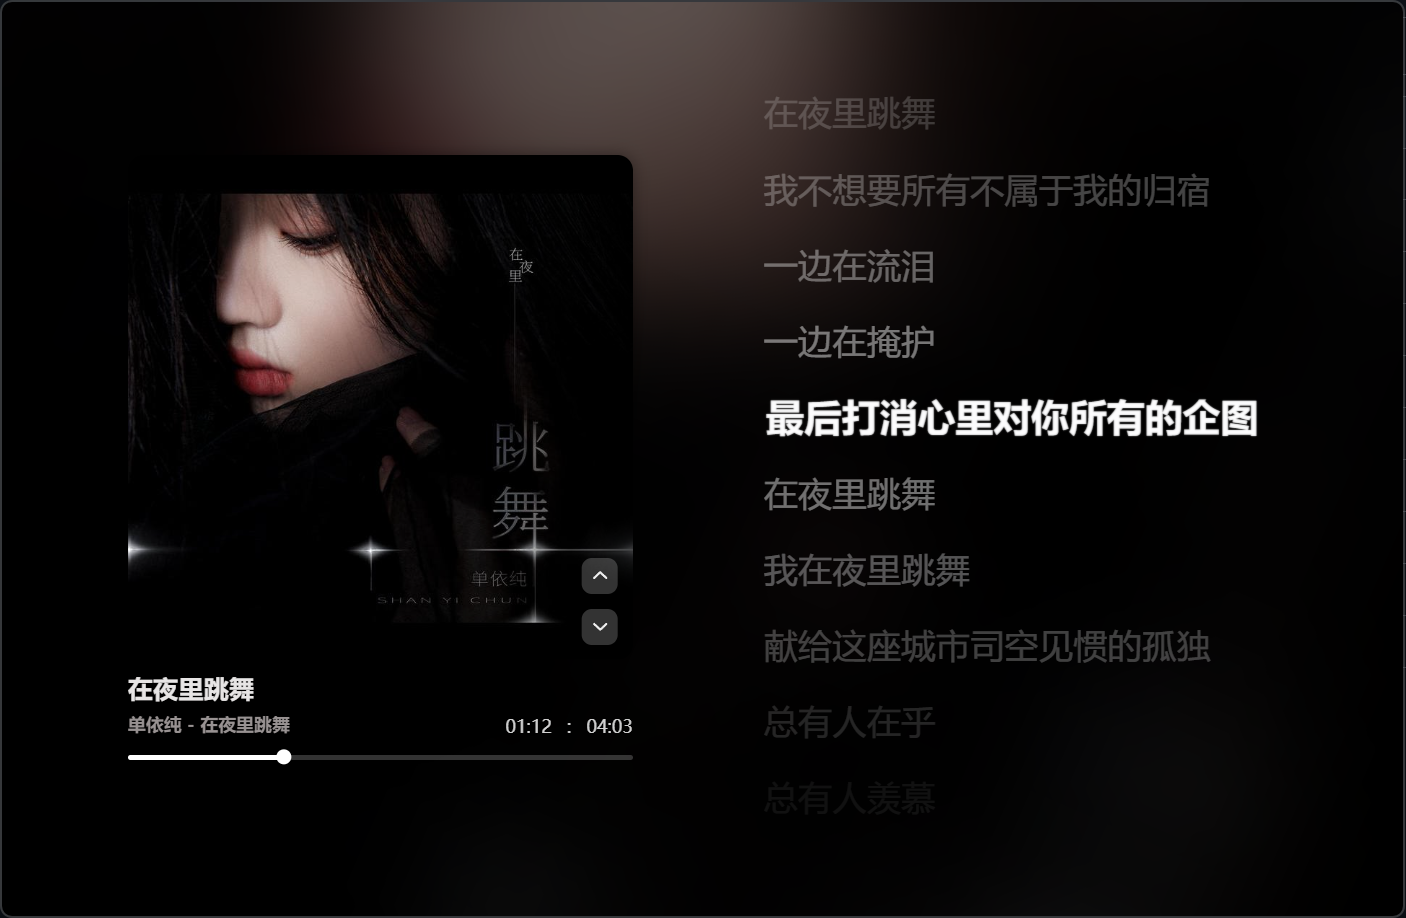 在夜里
跳舞
单依纯
SHAN YI CHUN
在夜里跳舞
单依纯 - 在夜里跳舞
01:12 : 04:03
在夜里跳舞
我不想要所有不属于我的归宿
一边在流泪
一边在掩护
最后打消心里对你所有的企图
在夜里跳舞
我在夜里跳舞
献给这座城市司空见惯的孤独
总有人在乎
总有人羡慕